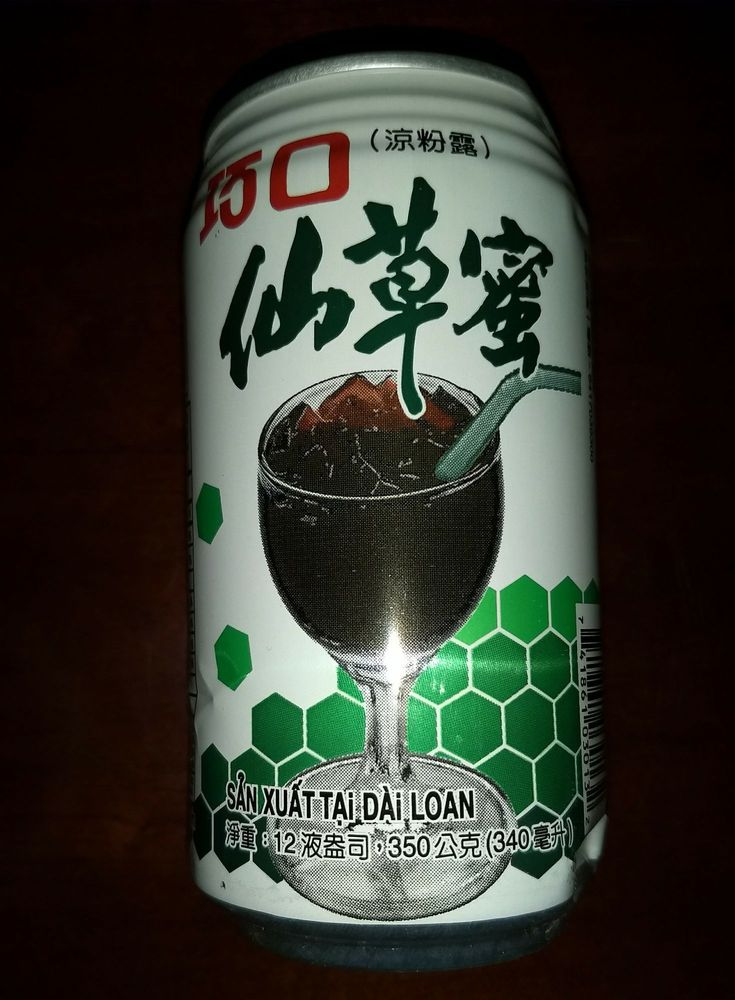 巧口
(涼粉露)
仙草蜜
SẢN XUẤT TẠI DÀI LOAN
淨重：12液盎司，350公克(340毫升)